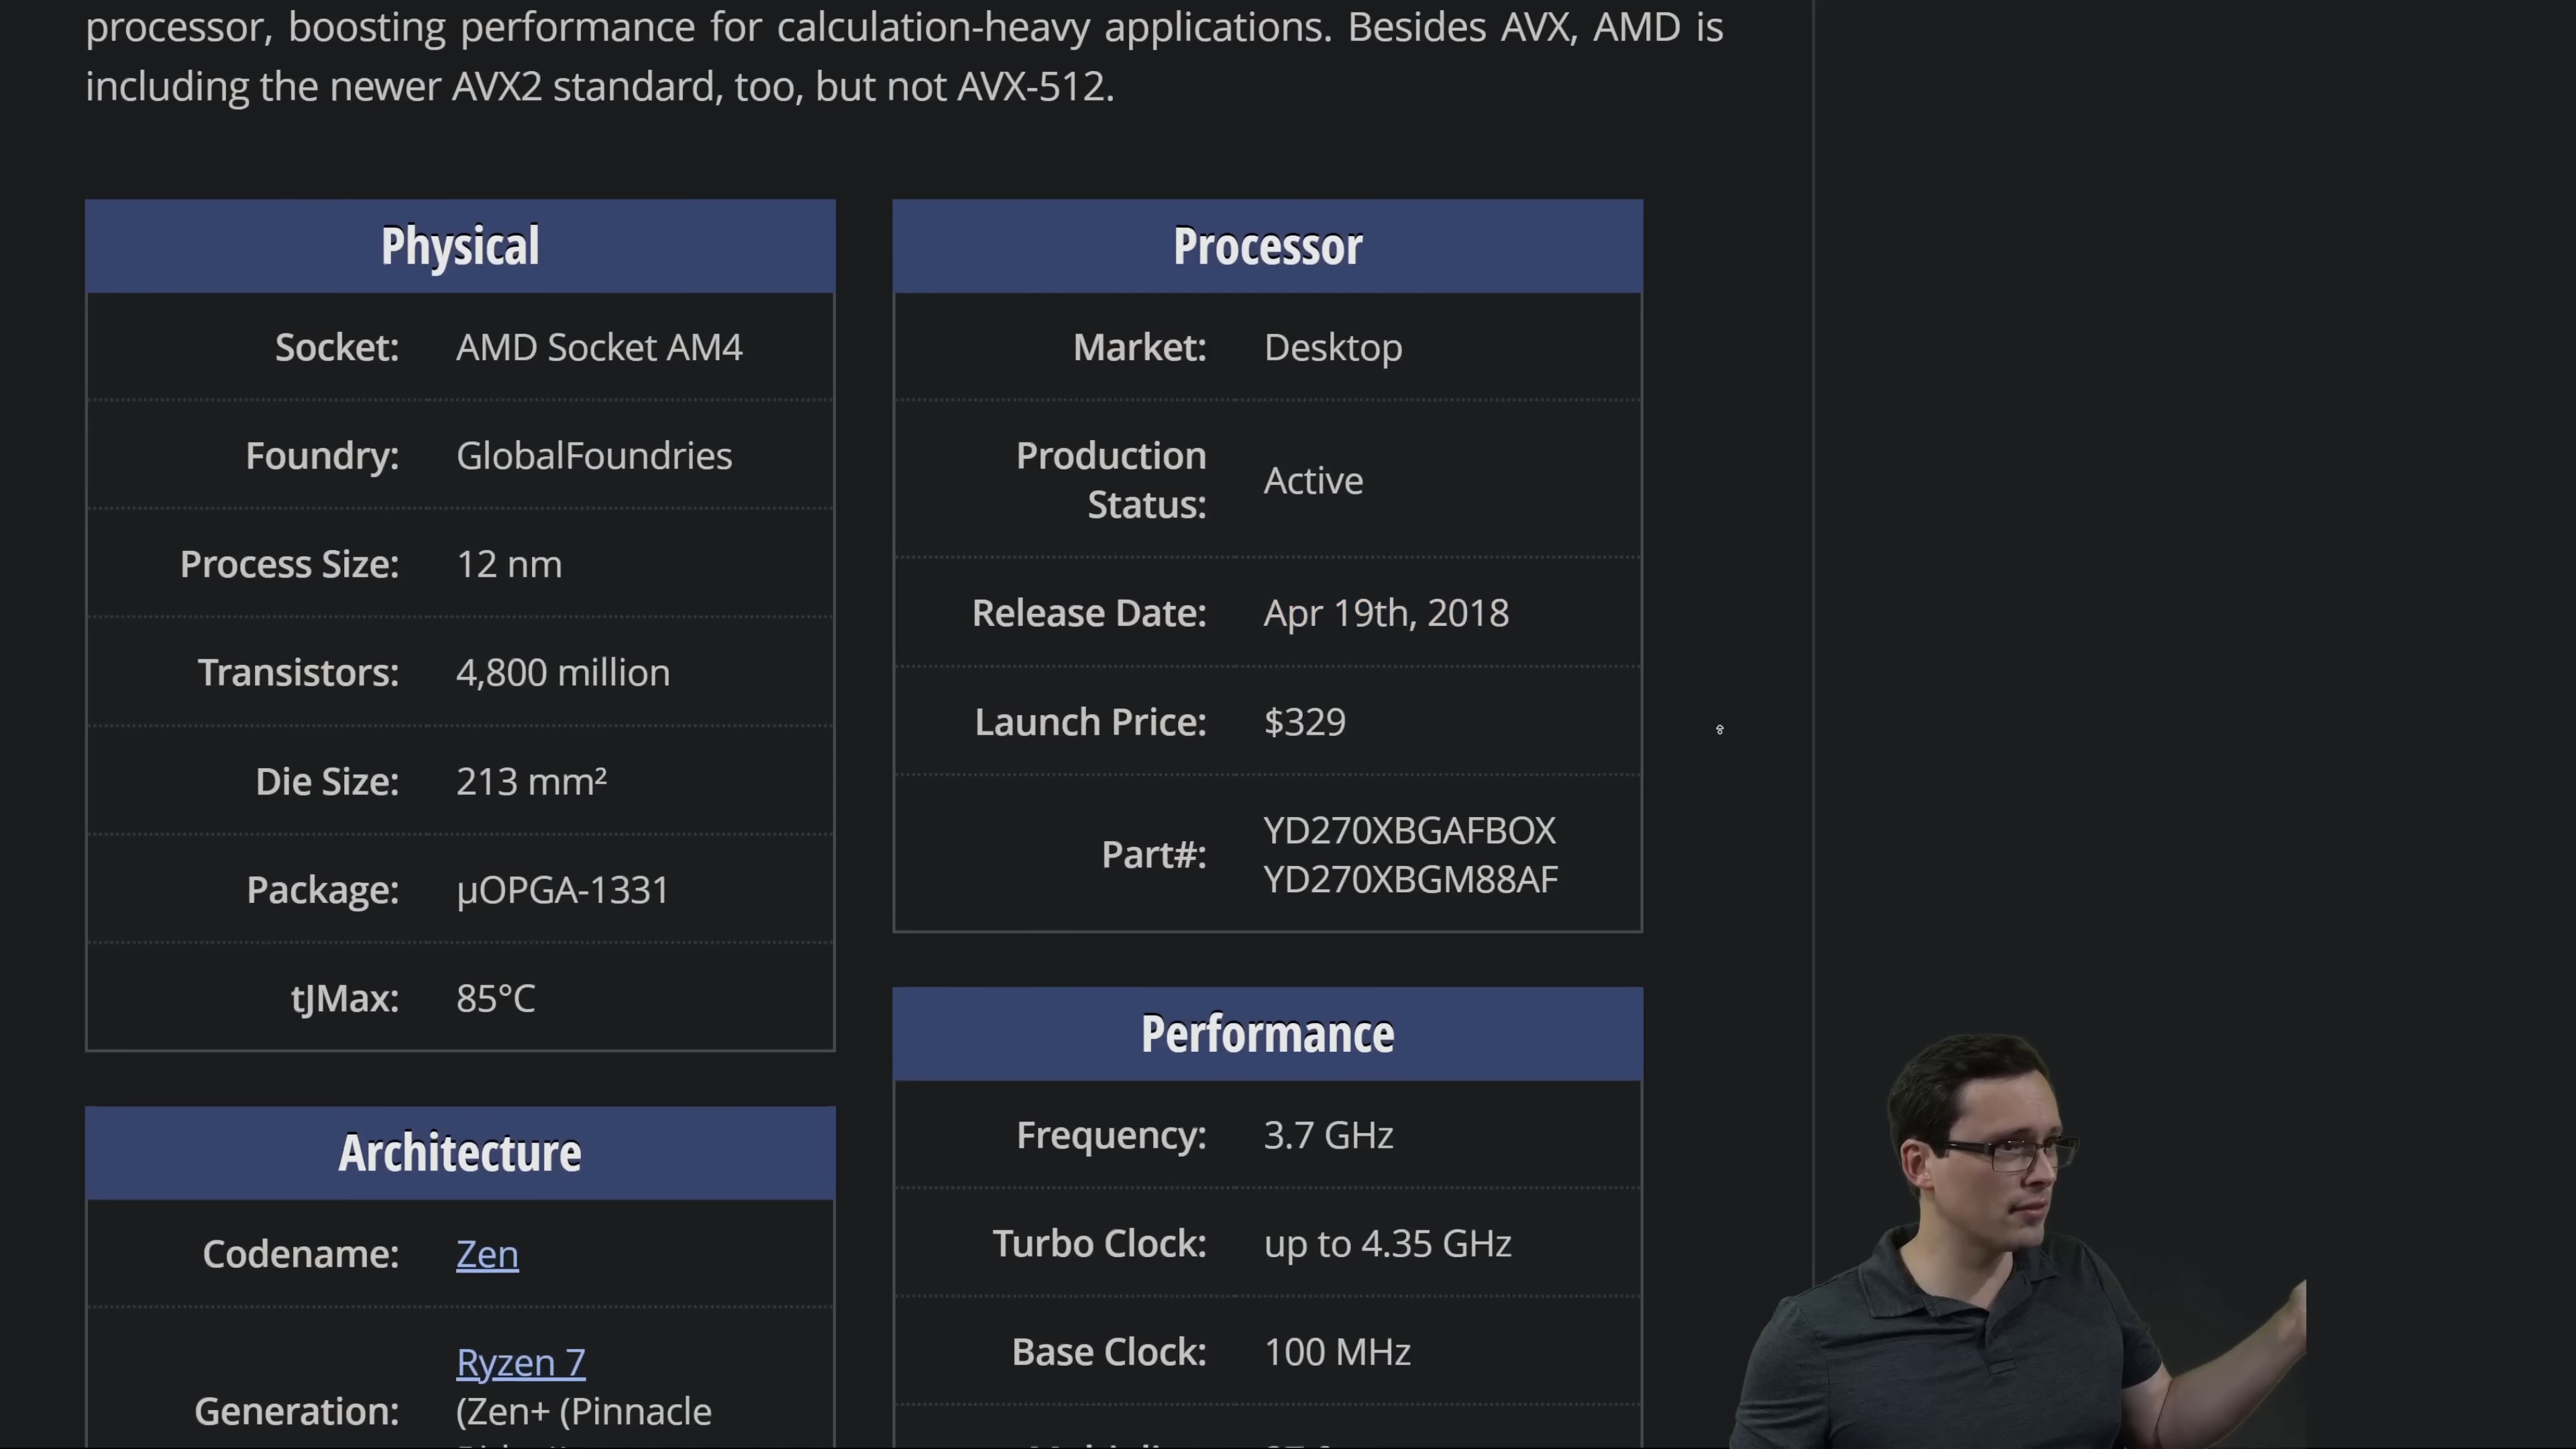 processor, boosting performance for calculation-heavy applications. Besides AVX, AMD is
including the newer AVX2 standard, too, but not AVX-512.
Physical
Socket: AMD Socket AM4
Foundry: GlobalFoundries
Process Size: 12 nm
Transistors: 4,800 million
Die Size: 213 mm²
Package: µOPGA-1331
tJMax: 85°C
Architecture
Codename: Zen
Ryzen 7
Generation: (Zen+ (Pinnacle
Processor
Market: Desktop
Production
Status: Active
Release Date: Apr 19th, 2018
Launch Price: $329
Part#: YD270XBGAFBOX
YD270XBGM88AF
Performance
Frequency: 3.7 GHz
Turbo Clock: up to 4.35 GHz
Base Clock: 100 MHz